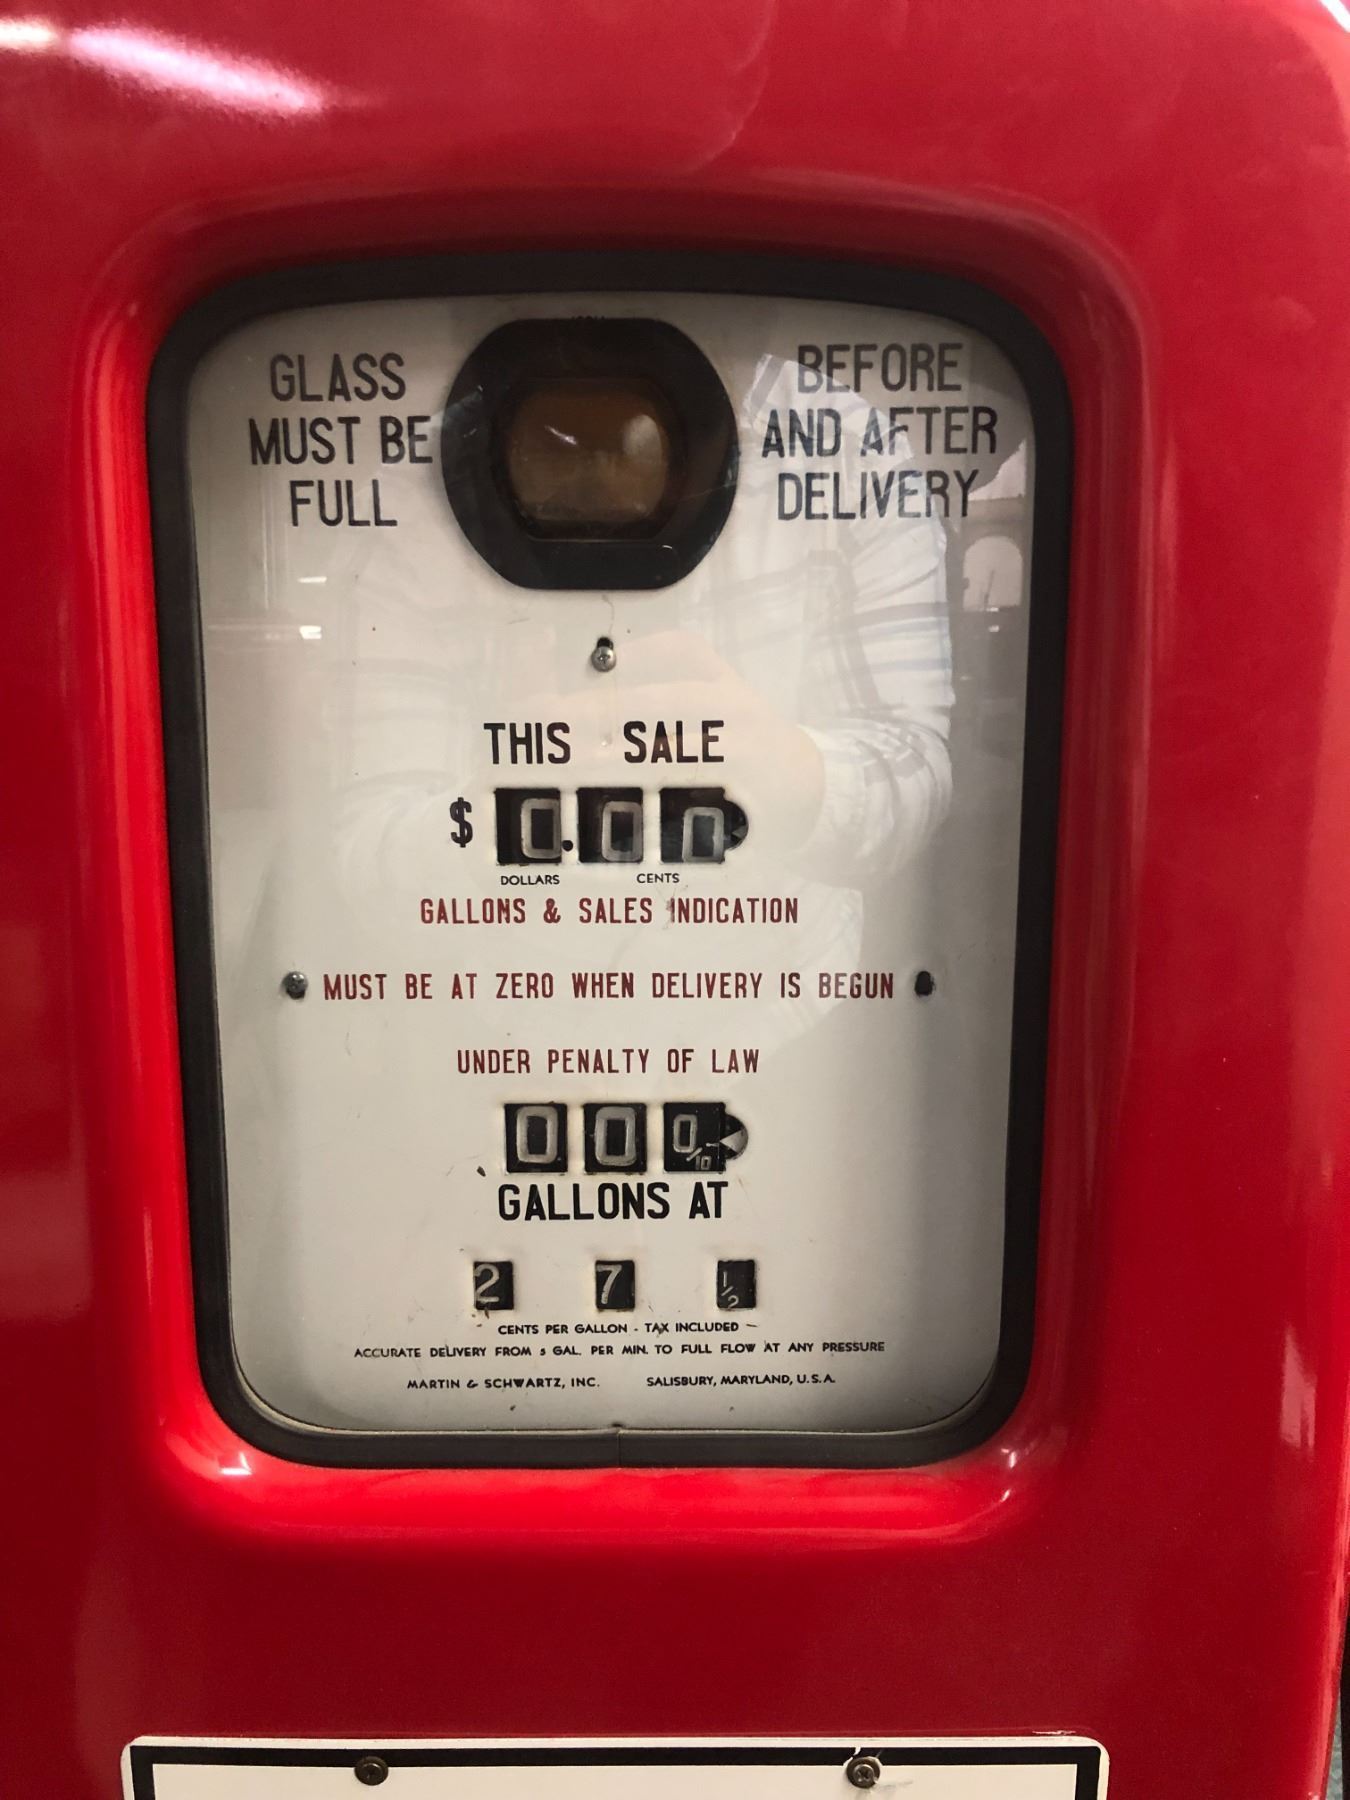 GLASS
MUST BE
FULL
BEFORE
AND AFTER
DELIVERY
THIS SALE
$ 0.00
DOLLARS CENTS
GALLONS & SALES INDICATION
MUST BE AT ZERO WHEN DELIVERY IS BEGUN
UNDER PENALTY OF LAW
0 0 0/10
GALLONS AT
2 7 1/2
CENTS PER GALLON - TAX INCLUDED
ACCURATE DELIVERY FROM 5 GAL. PER MIN. TO FULL FLOW AT ANY PRESSURE
MARTIN & SCHWARTZ, INC. SALISBURY, MARYLAND, U.S.A.